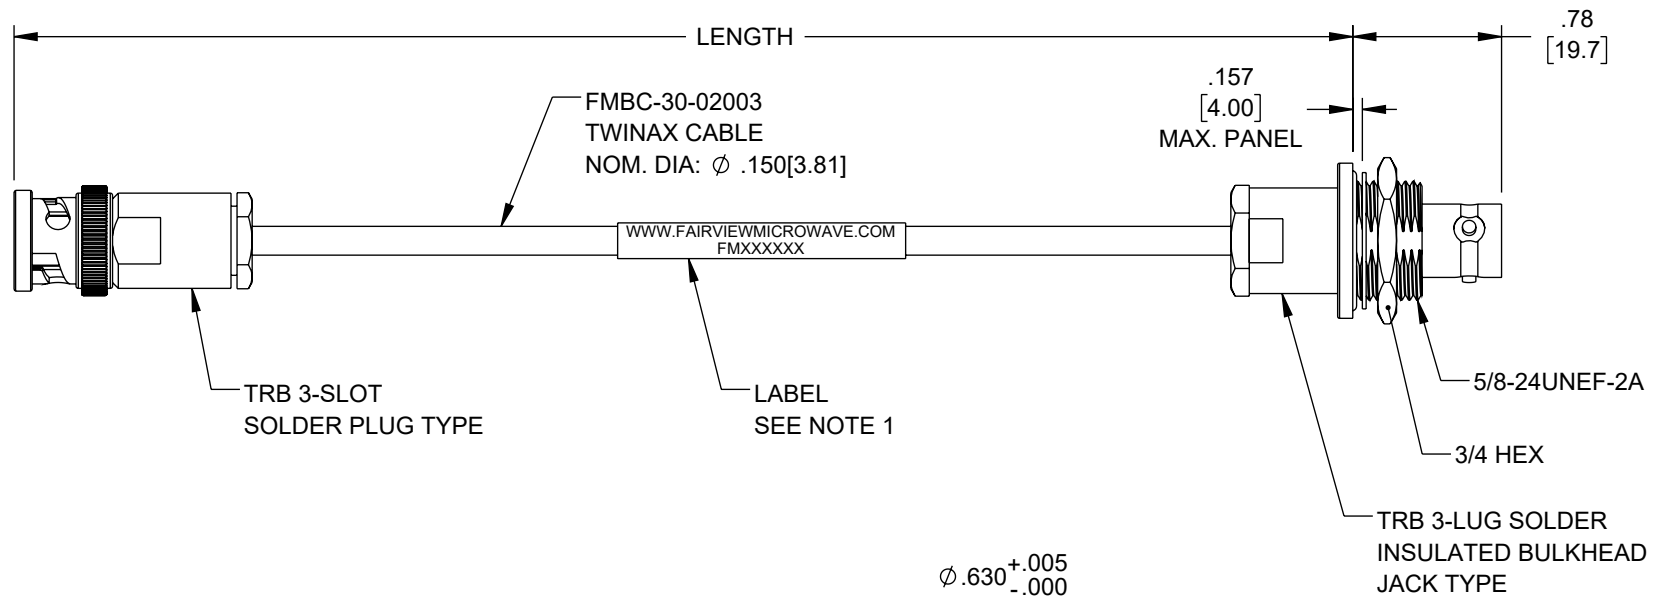 LENGTH
.78
[19.7]
.157
[4.00]
MAX. PANEL
FMBC-30-02003
TWINAX CABLE
NOM. DIA: ∅ .150[3.81]
WWW.FAIRVIEWMICROWAVE.COM
FMXXXXXX
TRB 3-SLOT
SOLDER PLUG TYPE
LABEL
SEE NOTE 1
5/8-24UNEF-2A
3/4 HEX
TRB 3-LUG SOLDER
INSULATED BULKHEAD
JACK TYPE
∅.630 +.005
-.000